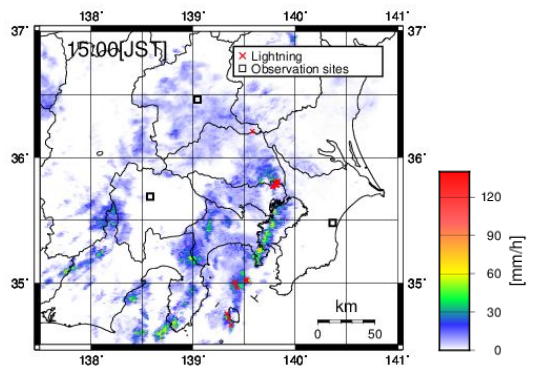 138° 139° 140° 141°
37° 37°
15:00[JST]
Lightning
Observation sites
36° 36°
35° 35°
km
0 50
138° 139° 140° 141°
120
90
60
30
0
[mm/h]